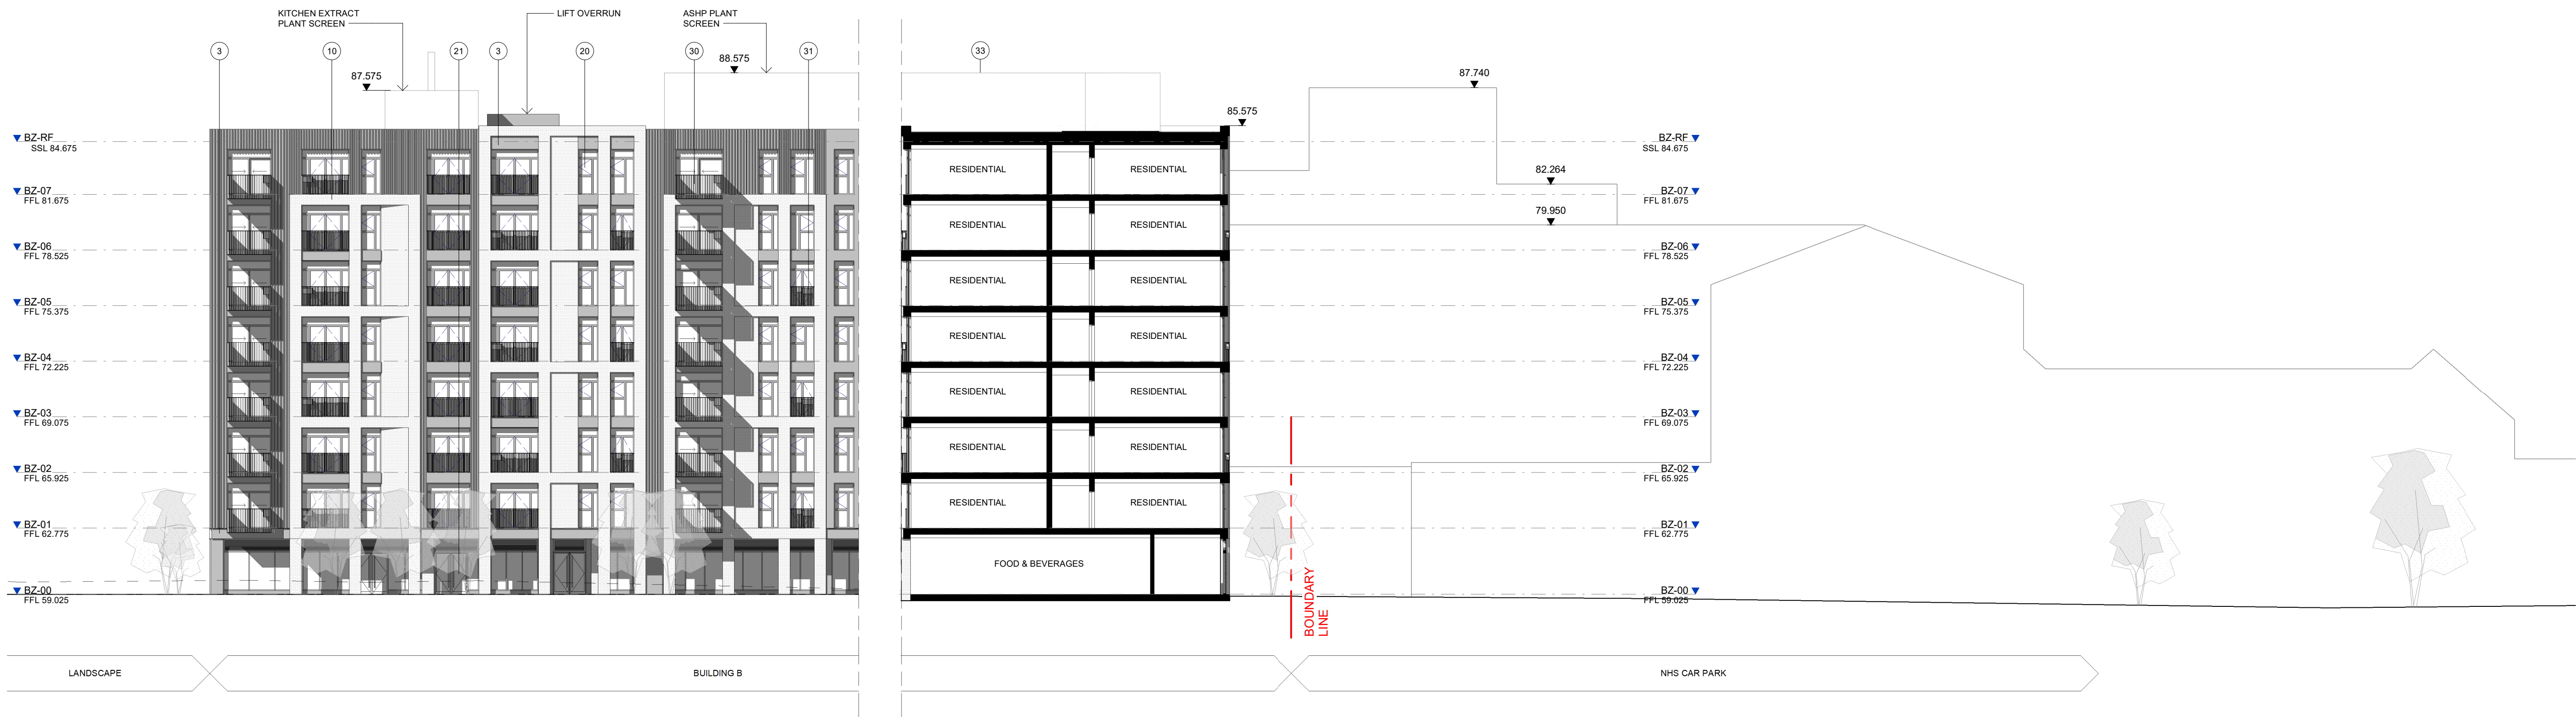 KITCHEN EXTRACT
PLANT SCREEN
LIFT OVERRUN
ASHP PLANT
SCREEN
3
10
21
3
20
30
31
33
87.575
88.575
87.740
85.575
82.264
79.950
BZ-RF
SSL 84.675
BZ-07
FFL 81.675
BZ-06
FFL 78.525
BZ-05
FFL 75.375
BZ-04
FFL 72.225
BZ-03
FFL 69.075
BZ-02
FFL 65.925
BZ-01
FFL 62.775
BZ-00
FFL 59.025
RESIDENTIAL RESIDENTIAL
RESIDENTIAL RESIDENTIAL
RESIDENTIAL RESIDENTIAL
RESIDENTIAL RESIDENTIAL
RESIDENTIAL RESIDENTIAL
RESIDENTIAL RESIDENTIAL
RESIDENTIAL RESIDENTIAL
FOOD & BEVERAGES
BZ-RF
SSL 84.675
BZ-07
FFL 81.675
BZ-06
FFL 78.525
BZ-05
FFL 75.375
BZ-04
FFL 72.225
BZ-03
FFL 69.075
BZ-02
FFL 65.925
BZ-01
FFL 62.775
BZ-00
FFL 59.025
BOUNDARY
LINE
LANDSCAPE
BUILDING B
NHS CAR PARK